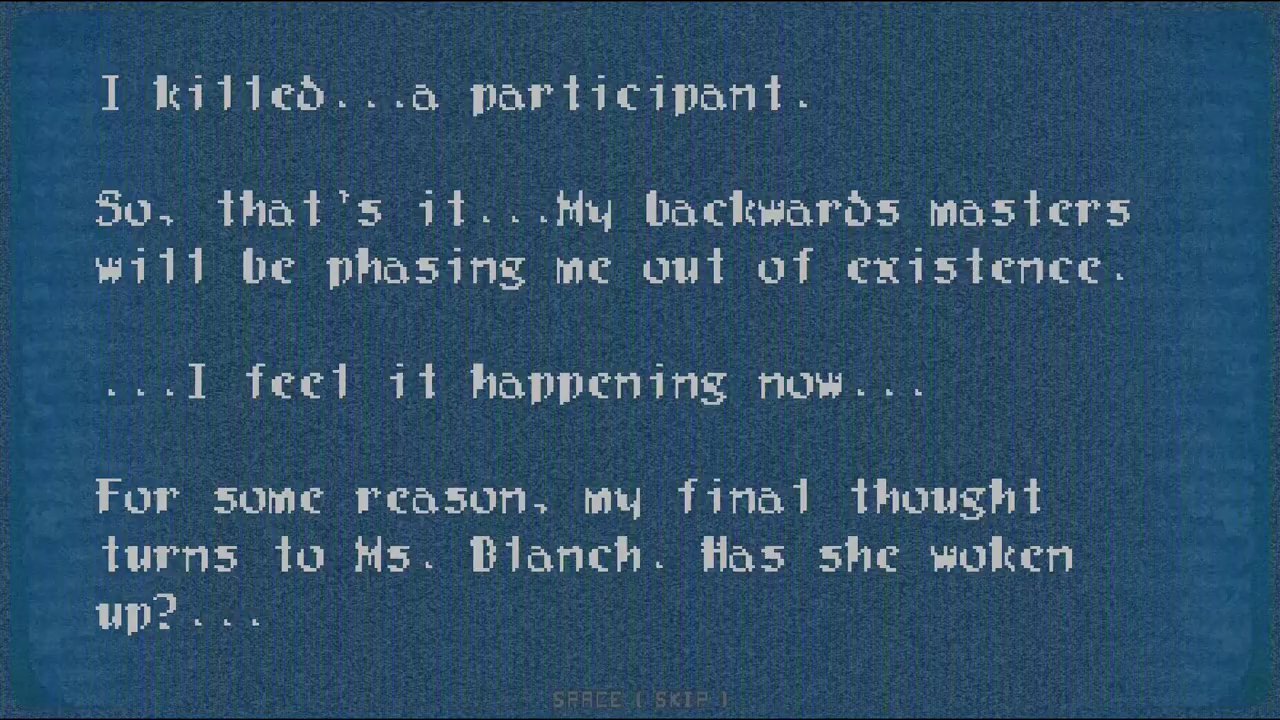 I killed...a participant.
So, that's it...My backwards masters
will be phasing me out of existence.
...I feel it happening now...
For some reason, my final thought
turns to Ms. Blanch. Has she woken
up?...
SPACE [ SKIP ]